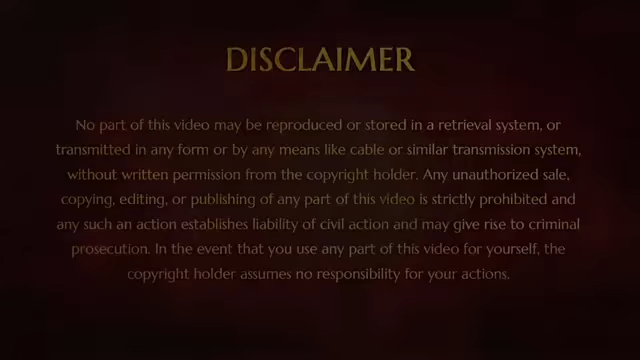 DISCLAIMER
No part of this video may be reproduced or stored in a retrieval system, or
transmitted in any form or by any means like cable or similar transmission system,
without written permission from the copyright holder. Any unauthorized sale,
copying, editing, or publishing of any part of this video is strictly prohibited and
any such an action establishes liability of civil action and may give rise to criminal
prosecution. In the event that you use any part of this video for yourself, the
copyright holder assumes no responsibility for your actions.